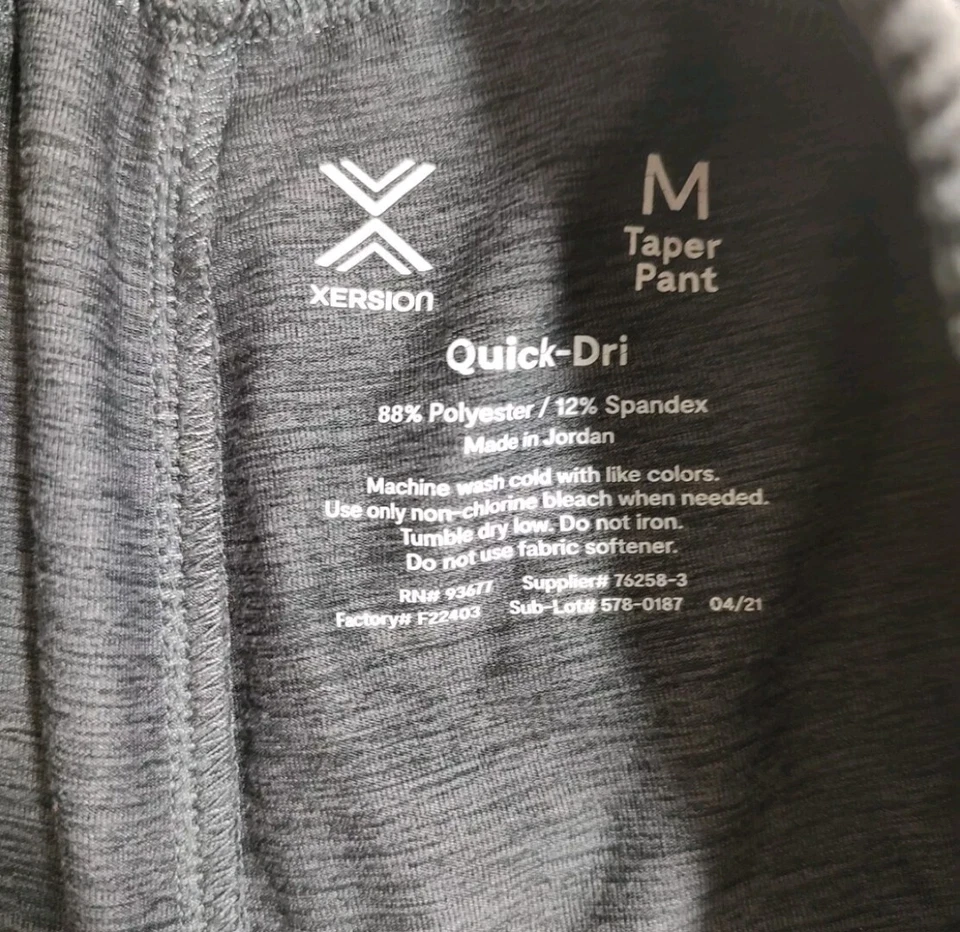 XERSION
M
Taper
Pant
Quick-Dri
88% Polyester / 12% Spandex
Made in Jordan
Machine wash cold with like colors.
Use only non-chlorine bleach when needed.
Tumble dry low. Do not iron.
Do not use fabric softener.
RN# 93677 Supplier# 76258-3
Factory# F22403 Sub-Lot# 578-0187 04/21